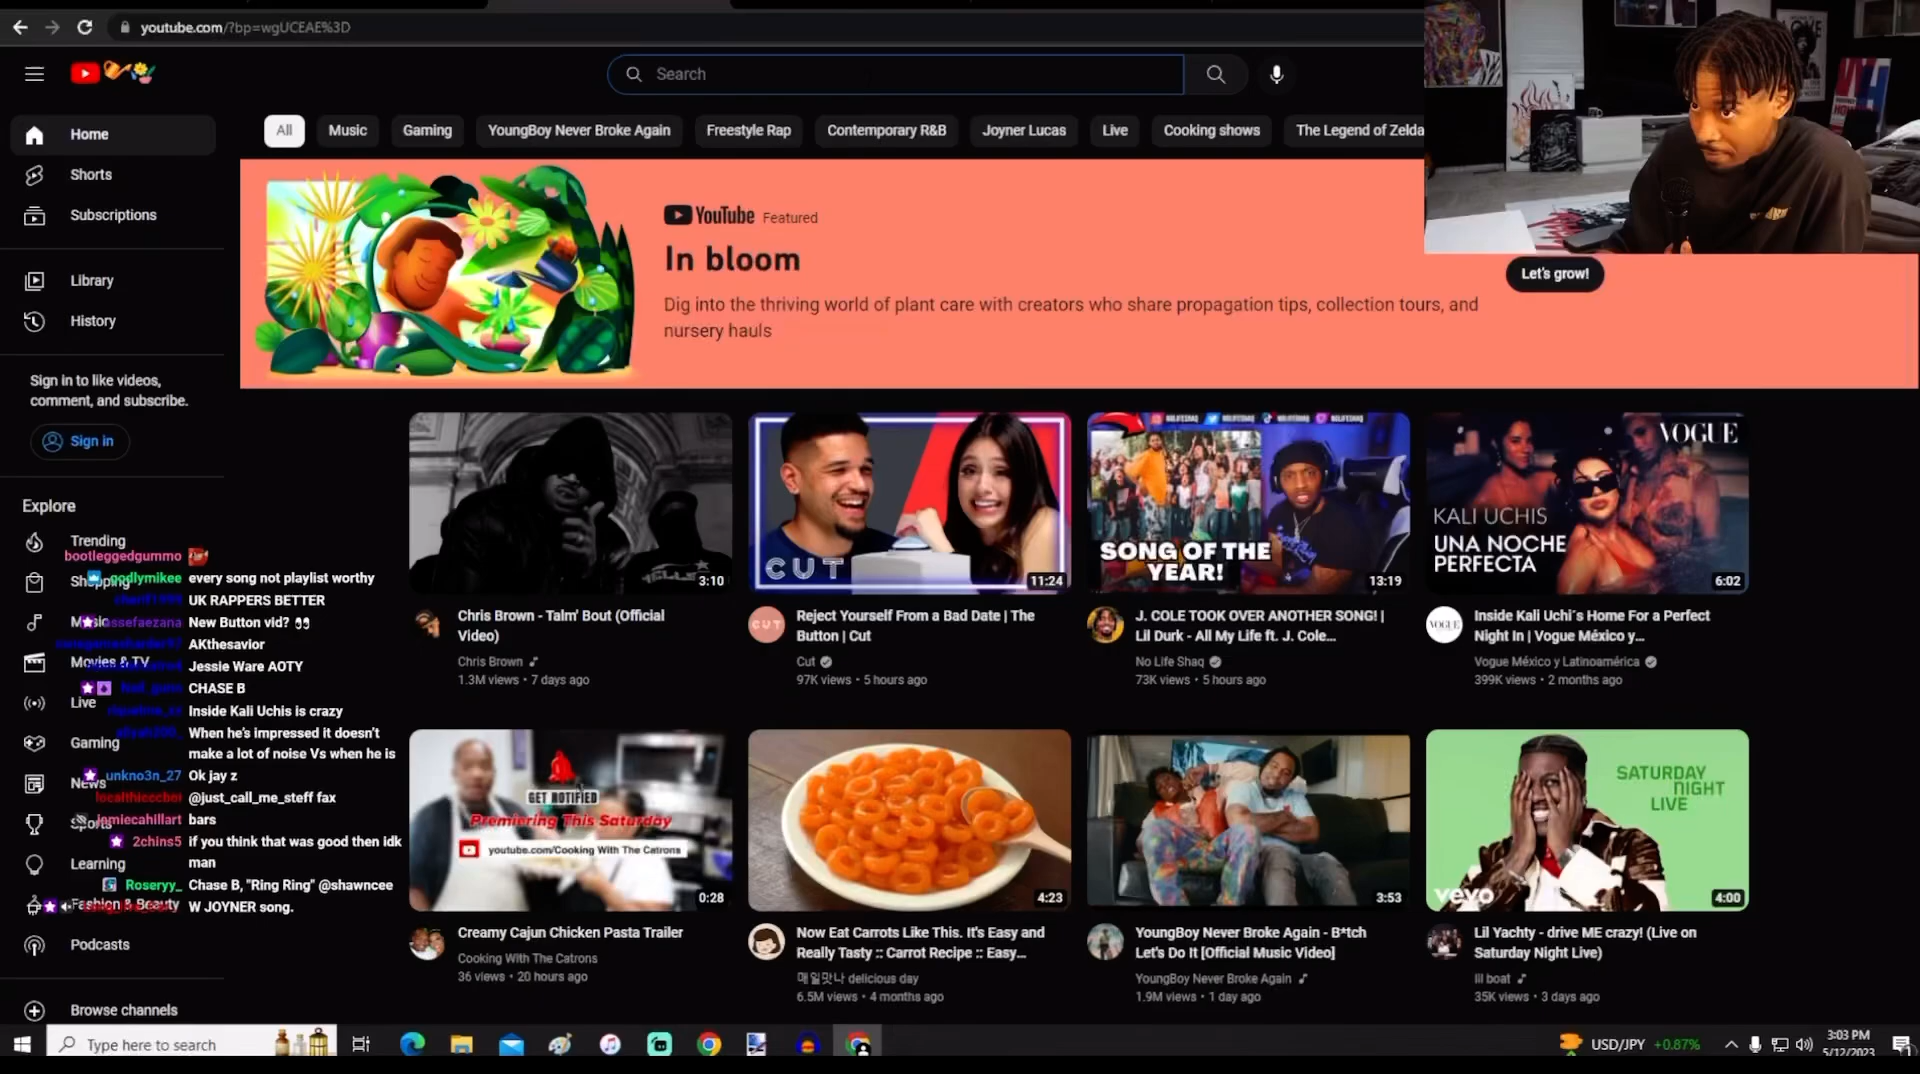 youtube.com/?bp=wgUCEAE%3D
Search
Home
Shorts
Subscriptions
Library
History
Sign in to like videos,
comment, and subscribe.
Sign in
Explore
Trending
Shopping
Music
Movies & TV
Live
Gaming
News
Sports
Learning
Fashion & Beauty
Podcasts
Browse channels
bootleggedgummo
godlymikee every song not playlist worthy
UK RAPPERS BETTER
New Button vid?
AKthesavior
Jessie Ware AOTY
CHASE B
Inside Kali Uchis is crazy
When he's impressed it doesn't
make a lot of noise Vs when he is
unkno3n_27 Ok jay z
@just_call_me_steff fax
jamiecahillart bars
2chins5 if you think that was good then idk
man
Roseryy_ Chase B, "Ring Ring" @shawncee
W JOYNER song.
All
Music
Gaming
YoungBoy Never Broke Again
Freestyle Rap
Contemporary R&B
Joyner Lucas
Live
Cooking shows
The Legend of Zelda
YouTube Featured
In bloom
Dig into the thriving world of plant care with creators who share propagation tips, collection tours, and
nursery hauls
Let's grow!
3:10
Chris Brown - Talm' Bout (Official
Video)
Chris Brown
1.3M views • 7 days ago
CUT
11:24
CUT
Reject Yourself From a Bad Date | The
Button | Cut
Cut
97K views • 5 hours ago
SONG OF THE
YEAR!
13:19
J. COLE TOOK OVER ANOTHER SONG! |
Lil Durk - All My Life ft. J. Cole...
No Life Shaq
73K views • 5 hours ago
VOGUE
KALI UCHIS
UNA NOCHE
PERFECTA
6:02
VOGUE
Inside Kali Uchi´s Home For a Perfect
Night In | Vogue México y...
Vogue México y Latinoamérica
399K views • 2 months ago
GET NOTIFIED
Premiering This Saturday
youtube.com/Cooking With The Catrons
0:28
Creamy Cajun Chicken Pasta Trailer
Cooking With The Catrons
36 views • 20 hours ago
4:23
Now Eat Carrots Like This. It's Easy and
Really Tasty :: Carrot Recipe :: Easy...
매일맛나 delicious day
6.5M views • 4 months ago
3:53
YoungBoy Never Broke Again - B*tch
Let's Do It [Official Music Video]
YoungBoy Never Broke Again
1.9M views • 1 day ago
SATURDAY
NIGHT
LIVE
vevo
4:00
Lil Yachty - drive ME crazy! (Live on
Saturday Night Live)
lil boat
35K views • 3 days ago
Type here to search
USD/JPY +0.87%
3:03 PM
5/12/2023